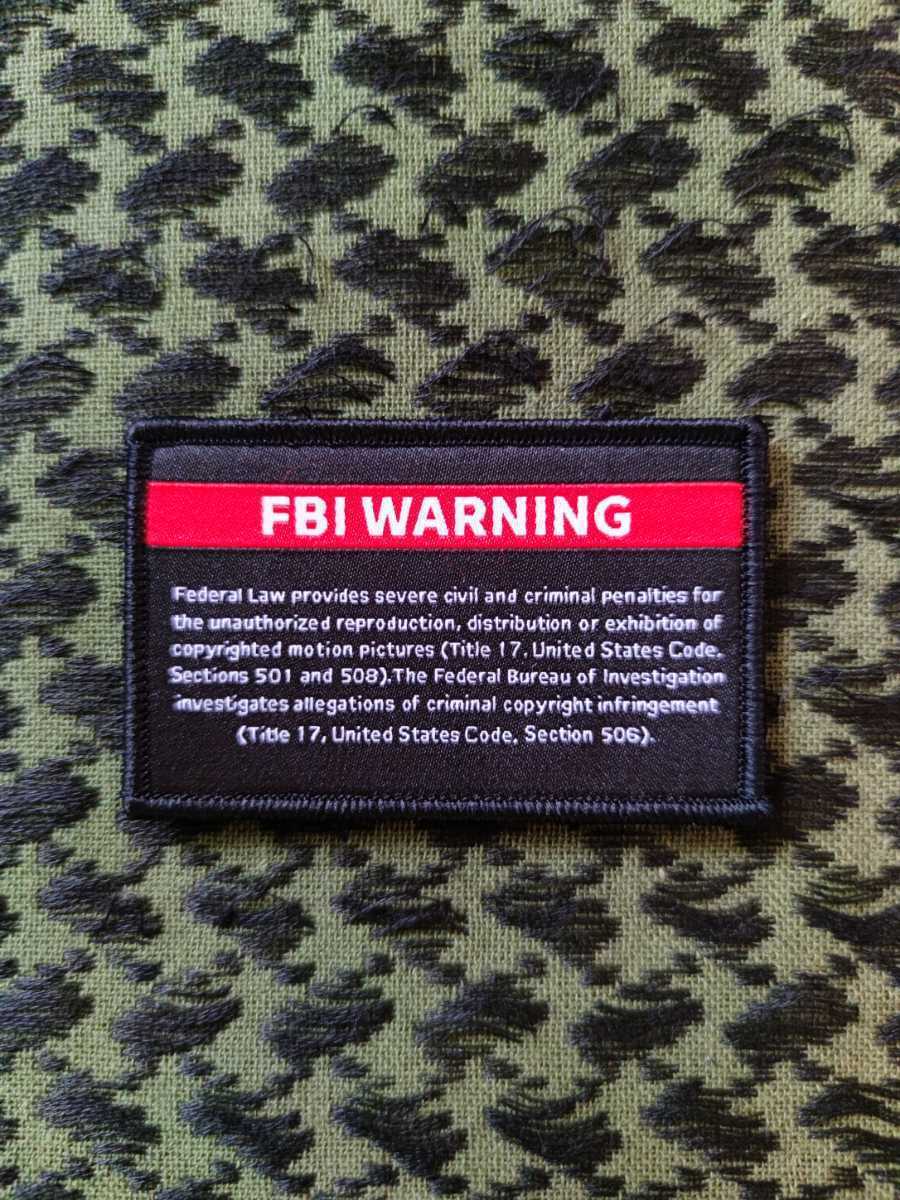 FBI WARNING
Federal Law provides severe civil and criminal penalties for
the unauthorized reproduction, distribution or exhibition of
copyrighted motion pictures (Title 17, United States Code,
Sections 501 and 508).The Federal Bureau of Investigation
investigates allegations of criminal copyright infringement
(Title 17, United States Code, Section 506).